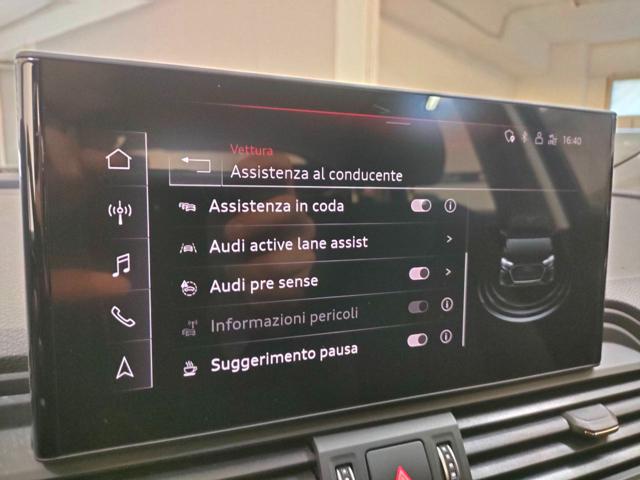 Vettura
Assistenza al conducente
16:40
Assistenza in coda
Audi active lane assist
Audi pre sense
Informazioni pericoli
Suggerimento pausa